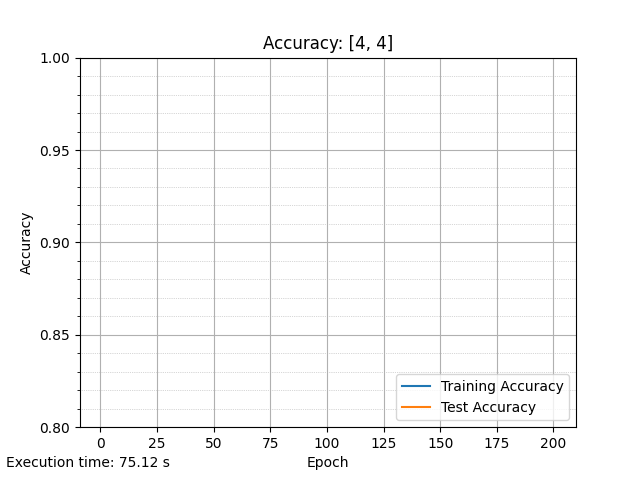 Accuracy: [4, 4]
1.00
0.95
0.90
0.85
0.80
Accuracy
Training Accuracy
Test Accuracy
0 25 50 75 100 125 150 175 200
Execution time: 75.12 s
Epoch